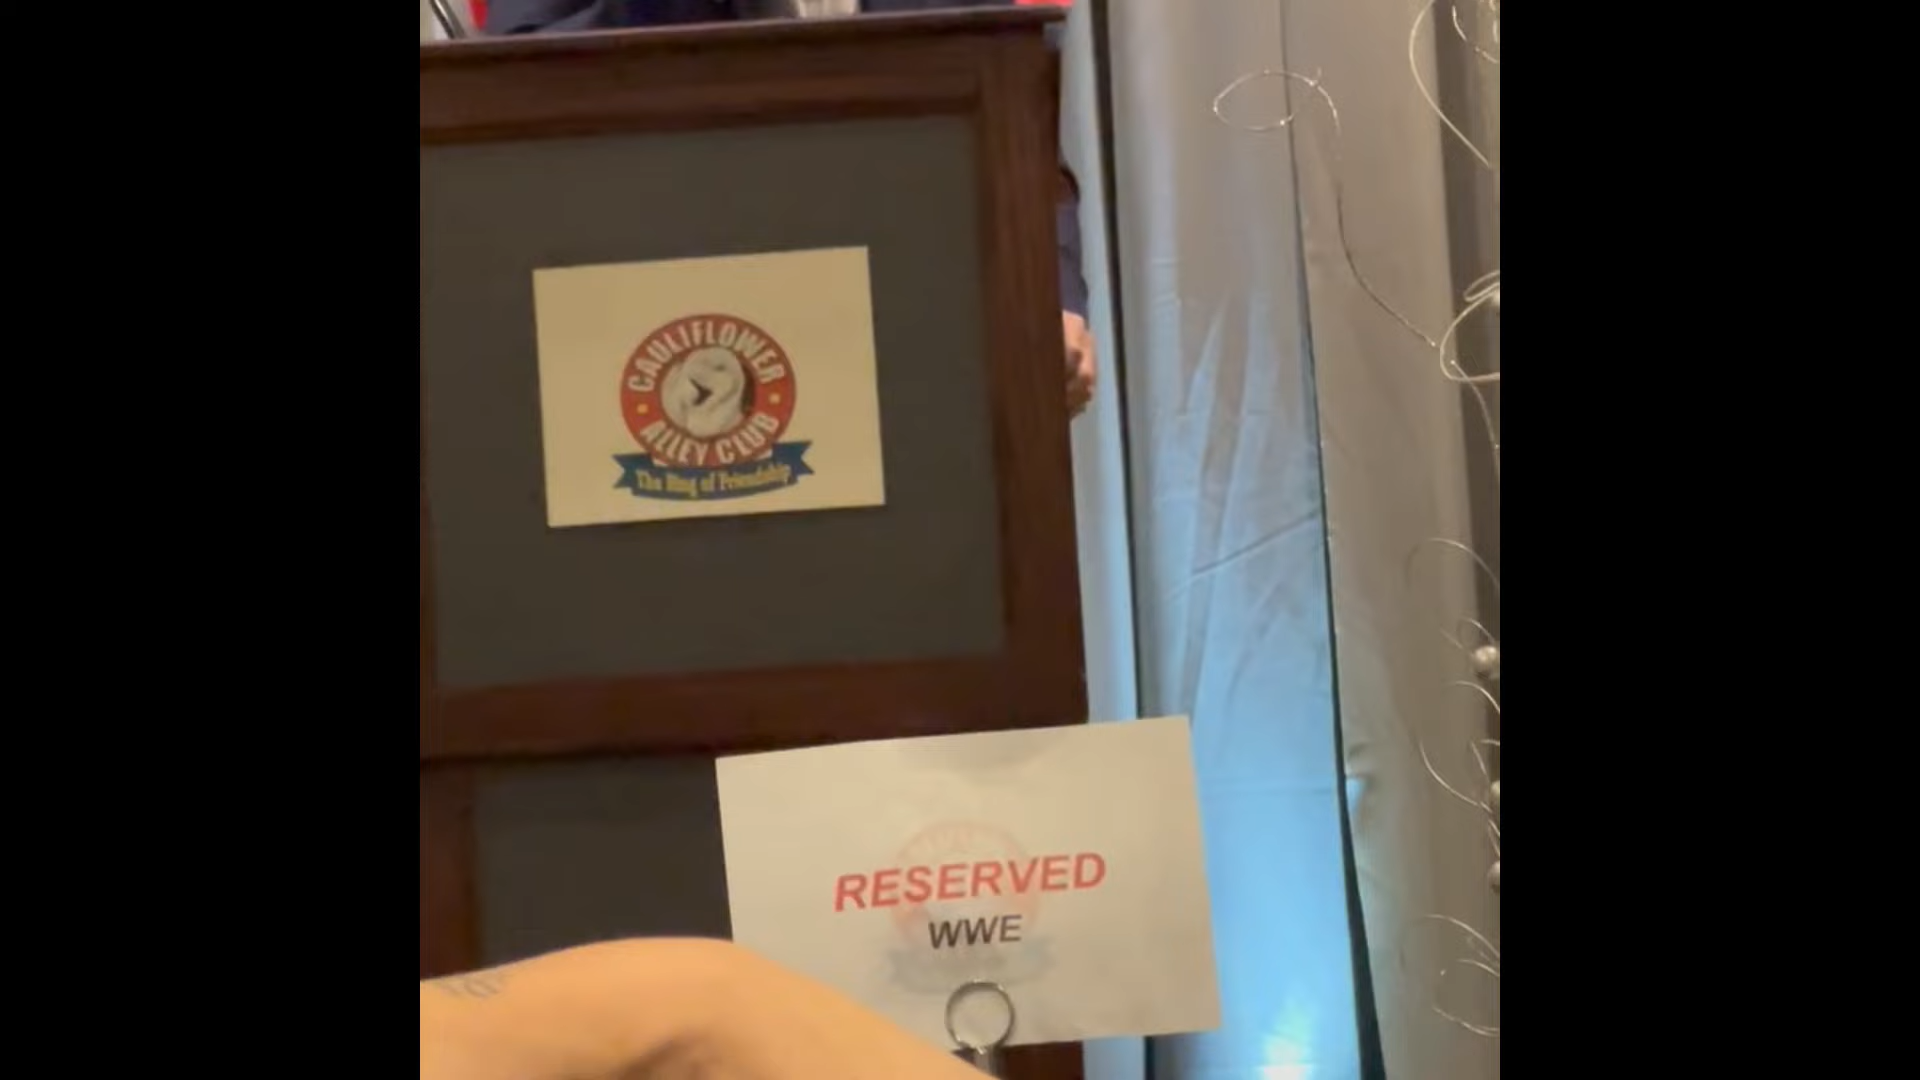 CAULIFLOWER
ALLEY CLUB
The Ring of Friendship
RESERVED
WWE